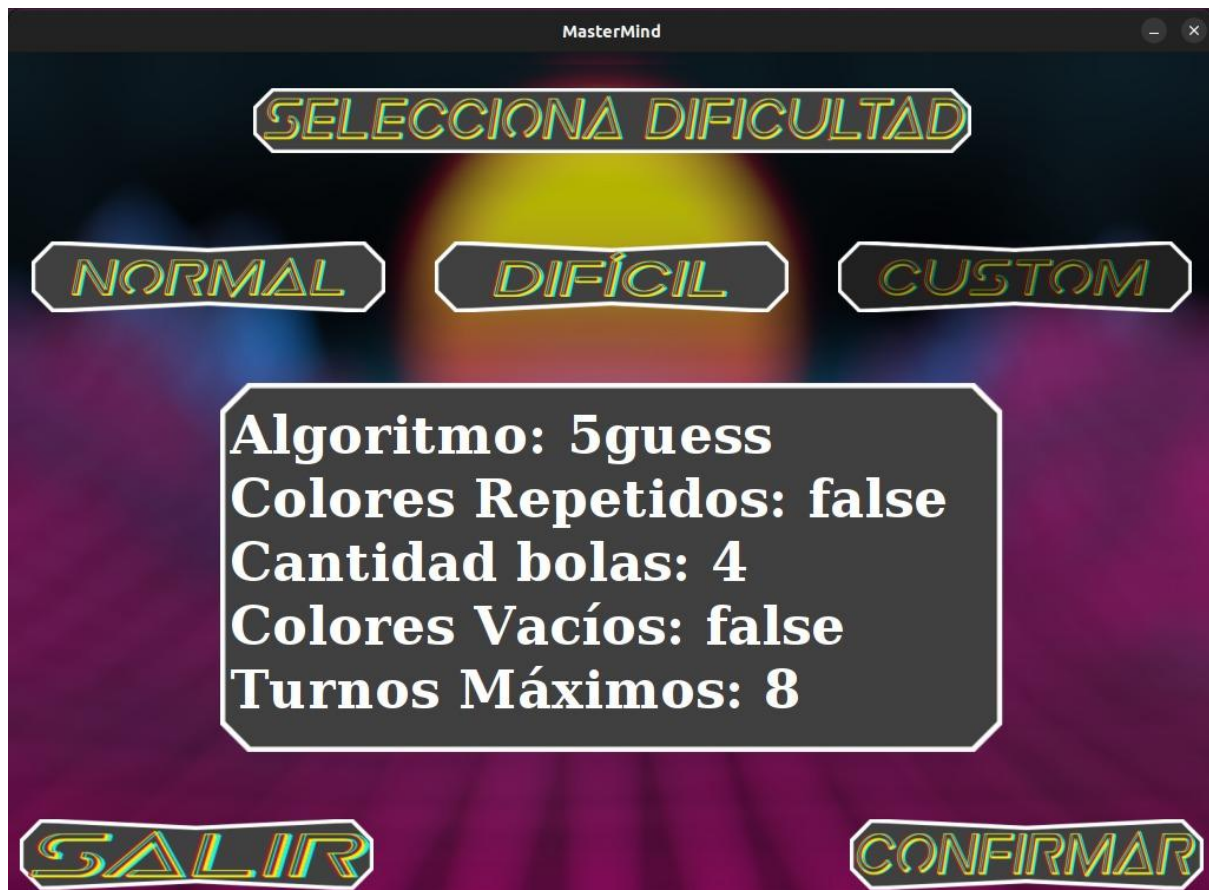 MasterMind
SELECCIONA DIFICULTAD
NORMAL
DIFÍCIL
CUSTOM
Algoritmo: 5guess
Colores Repetidos: false
Cantidad bolas: 4
Colores Vacíos: false
Turnos Máximos: 8
SALIR
CONFIRMAR